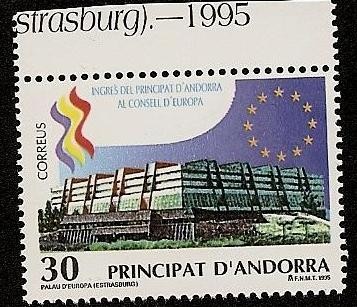 strasburg).—1995
INGRÉS DEL PRINCIPAT D'ANDORRA
AL CONSELL D'EUROPA
CORREUS
30 PRINCIPAT D'ANDORRA
PALAU D'EUROPA (ESTRASBURG)
F.N.M.T. 1995